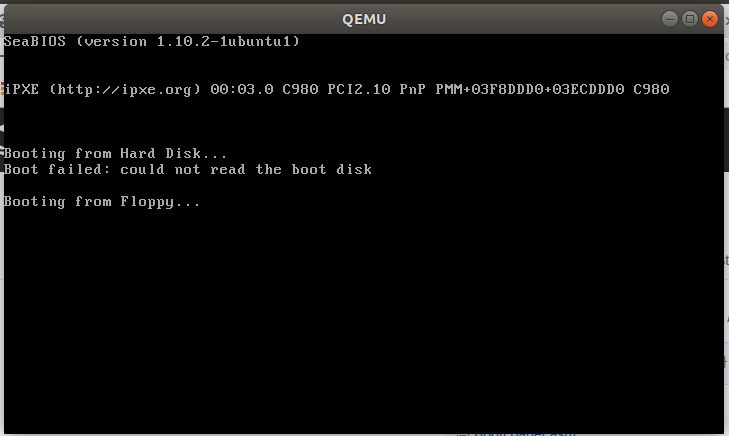 QEMU
SeaBIOS (version 1.10.2-1ubuntu1)
iPXE (http://ipxe.org) 00:03.0 C980 PCI2.10 PnP PMM+03F8DDD0+03ECDDD0 C980
Booting from Hard Disk...
Boot failed: could not read the boot disk
Booting from Floppy...